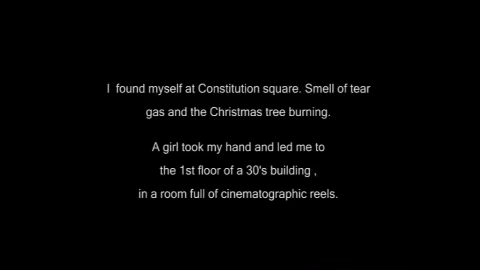 I  found myself at Constitution square. Smell of tear
gas and the Christmas tree burning.
A girl took my hand and led me to
the 1st floor of a 30's building ,
in a room full of cinematographic reels.